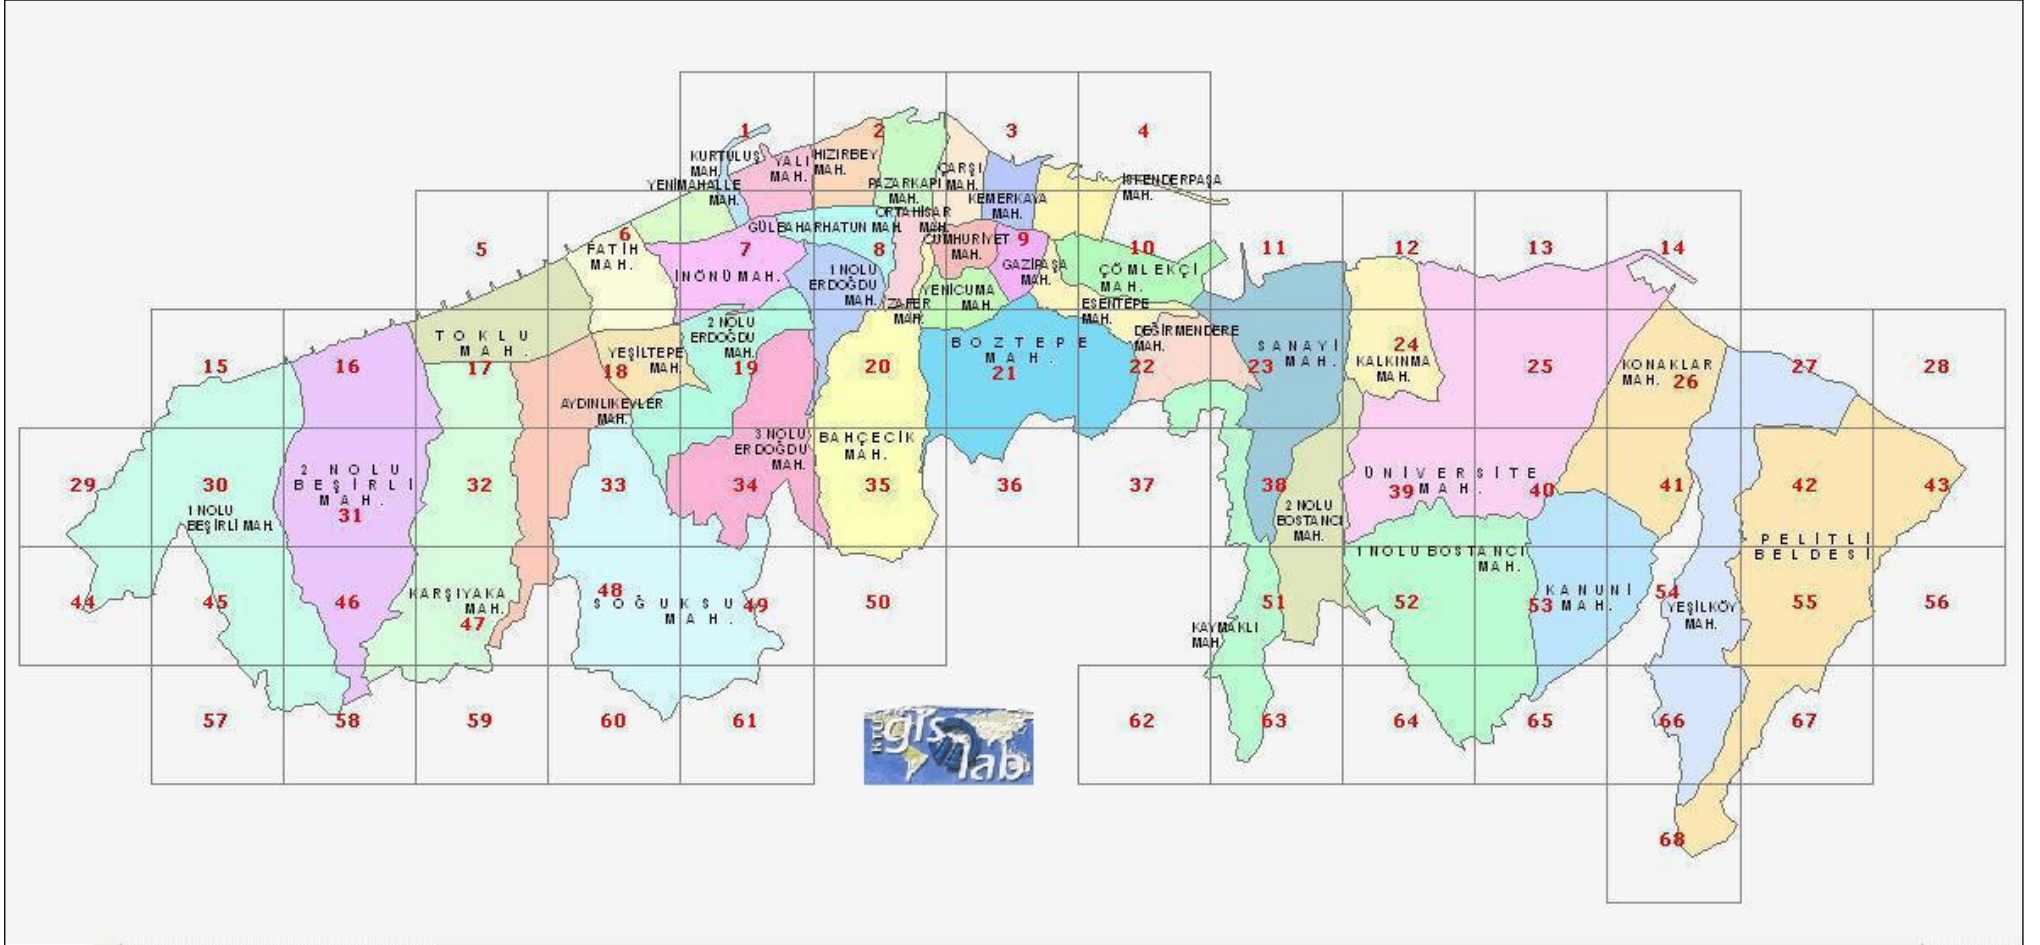 1
2
3
4
KURTULUŞ
MAH.
YALI
MAH.
HIZIRBEY
MAH.
YENİMAHALLE
MAH.
PAZARKAPI
MAH.
ÇARŞI
MAH.
KEMERKAYA
MAH.
İSKENDERPAŞA
MAH.
5
6
7
8
9
10
11
12
13
14
FATİH
MAH.
GÜLBAHARHATUN MAH.
ORTAHİSAR
MAH.
CUMHURİYET
MAH.
GAZİPAŞA
MAH.
ÇÖMLEKÇİ
MAH.
İNÖNÜ MAH.
1 NOLU
ERDOĞDU
MAH.
ZAFER
MAH.
YENİCUMA
MAH.
ESENTEPE
MAH.
15
16
17
18
19
20
21
22
23
24
25
26
27
28
TOKLU
MAH.
YEŞİLTEPE
MAH.
2 NOLU
ERDOĞDU
MAH.
BOZTEPE
MAH.
DEĞİRMENDERE
MAH.
SANAYİ
MAH.
KALKINMA
MAH.
KONAKLAR
MAH.
AYDINLIKEVLER
MAH.
29
30
31
32
33
34
35
36
37
38
39
40
41
42
43
1 NOLU
BEŞİRLİ MAH.
2 NOLU
BEŞİRLİ
MAH.
3 NOLU
ERDOĞDU
MAH.
BAHÇECİK
MAH.
2 NOLU
BOSTANCI
MAH.
ÜNİVERSİTE
MAH.
PELİTLİ
BELDESİ
44
45
46
47
48
49
50
51
52
53
54
55
56
KARŞIYAKA
MAH.
SOĞUKSU
MAH.
KAYMAKLI
MAH.
1 NOLU BOSTANCI
MAH.
KANUNİ
MAH.
YEŞİLKÖY
MAH.
57
58
59
60
61
62
63
64
65
66
67
68
KTÜ
gis
lab